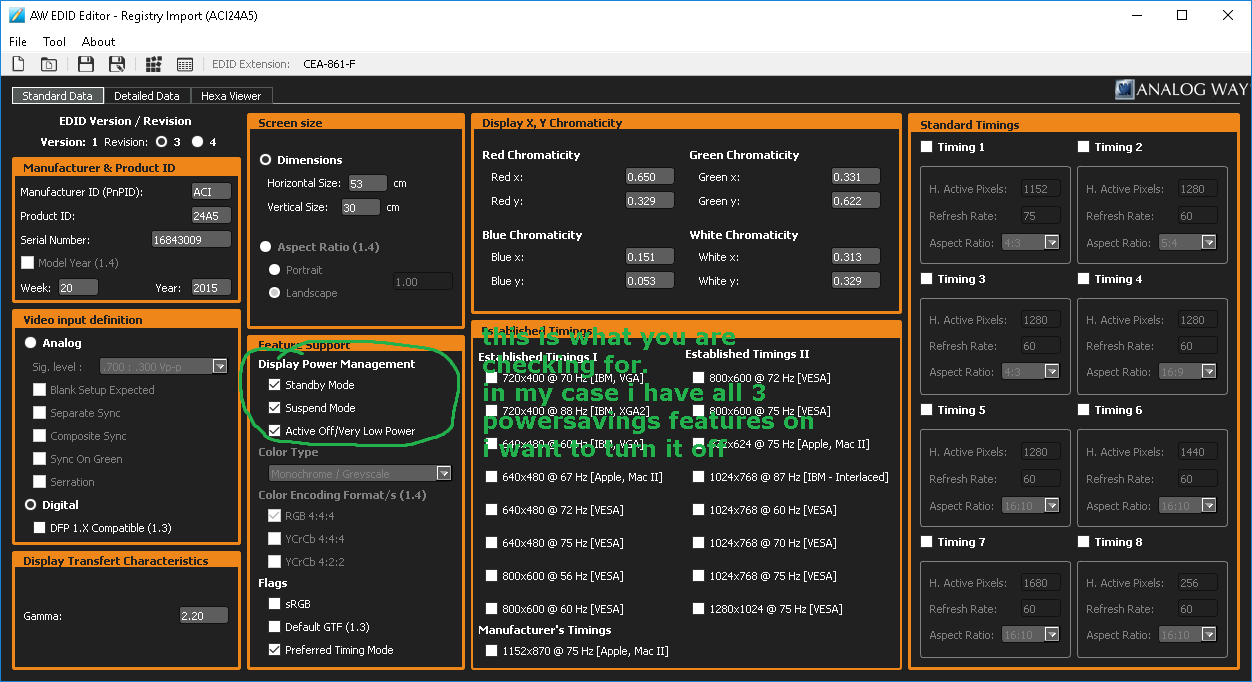 AW EDID Editor - Registry Import (ACI24A5)
File Tool About
EDID Extension: CEA-861-F
Standard Data Detailed Data Hexa Viewer
ANALOG WAY
EDID Version / Revision
Version: 1 Revision: 3 4
Manufacturer & Product ID
Manufacturer ID (PnPID): ACI
Product ID: 24A5
Serial Number: 16843009
Model Year (1.4)
Week: 20 Year: 2015
Video input definition
Analog
Sig. level : .700 : .300 Vp-p
Blank Setup Expected
Separate Sync
Composite Sync
Sync On Green
Serration
Digital
DFP 1.X Compatible (1.3)
Display Transfert Characteristics
Gamma: 2.20
Screen size
Dimensions
Horizontal Size: 53 cm
Vertical Size: 30 cm
Aspect Ratio (1.4)
Portrait
1.00
Landscape
Feature Support
Display Power Management
Standby Mode
Suspend Mode
Active Off/Very Low Power
Color Type
Monochrome / Greyscale
Color Encoding Format/s (1.4)
RGB 4:4:4
YCrCb 4:4:4
YCrCb 4:2:2
Flags
sRGB
Default GTF (1.3)
Preferred Timing Mode
Display X, Y Chromaticity
Red Chromaticity Green Chromaticity
Red x: 0.650 Green x: 0.331
Red y: 0.329 Green y: 0.622
Blue Chromaticity White Chromaticity
Blue x: 0.151 White x: 0.313
Blue y: 0.053 White y: 0.329
Established Timings
this is what you are
checking for.
in my case i have all 3
powersavings features on
i want to turn it off
Established Timings I Established Timings II
720x400 @ 70 Hz [IBM, VGA] 800x600 @ 72 Hz [VESA]
720x400 @ 88 Hz [IBM, XGA2] 800x600 @ 75 Hz [VESA]
640x480 @ 60 Hz [IBM, VGA] 832x624 @ 75 Hz [Apple, Mac II]
640x480 @ 67 Hz [Apple, Mac II] 1024x768 @ 87 Hz [IBM - Interlaced]
640x480 @ 72 Hz [VESA] 1024x768 @ 60 Hz [VESA]
640x480 @ 75 Hz [VESA] 1024x768 @ 70 Hz [VESA]
800x600 @ 56 Hz [VESA] 1024x768 @ 75 Hz [VESA]
800x600 @ 60 Hz [VESA] 1280x1024 @ 75 Hz [VESA]
Manufacturer's Timings
1152x870 @ 75 Hz [Apple, Mac II]
Standard Timings
Timing 1 Timing 2
H. Active Pixels: 1152 H. Active Pixels: 1280
Refresh Rate: 75 Refresh Rate: 60
Aspect Ratio: 4:3 Aspect Ratio: 5:4
Timing 3 Timing 4
H. Active Pixels: 1280 H. Active Pixels: 1280
Refresh Rate: 60 Refresh Rate: 60
Aspect Ratio: 4:3 Aspect Ratio: 16:9
Timing 5 Timing 6
H. Active Pixels: 1280 H. Active Pixels: 1440
Refresh Rate: 60 Refresh Rate: 60
Aspect Ratio: 16:10 Aspect Ratio: 16:10
Timing 7 Timing 8
H. Active Pixels: 1680 H. Active Pixels: 256
Refresh Rate: 60 Refresh Rate: 60
Aspect Ratio: 16:10 Aspect Ratio: 16:10